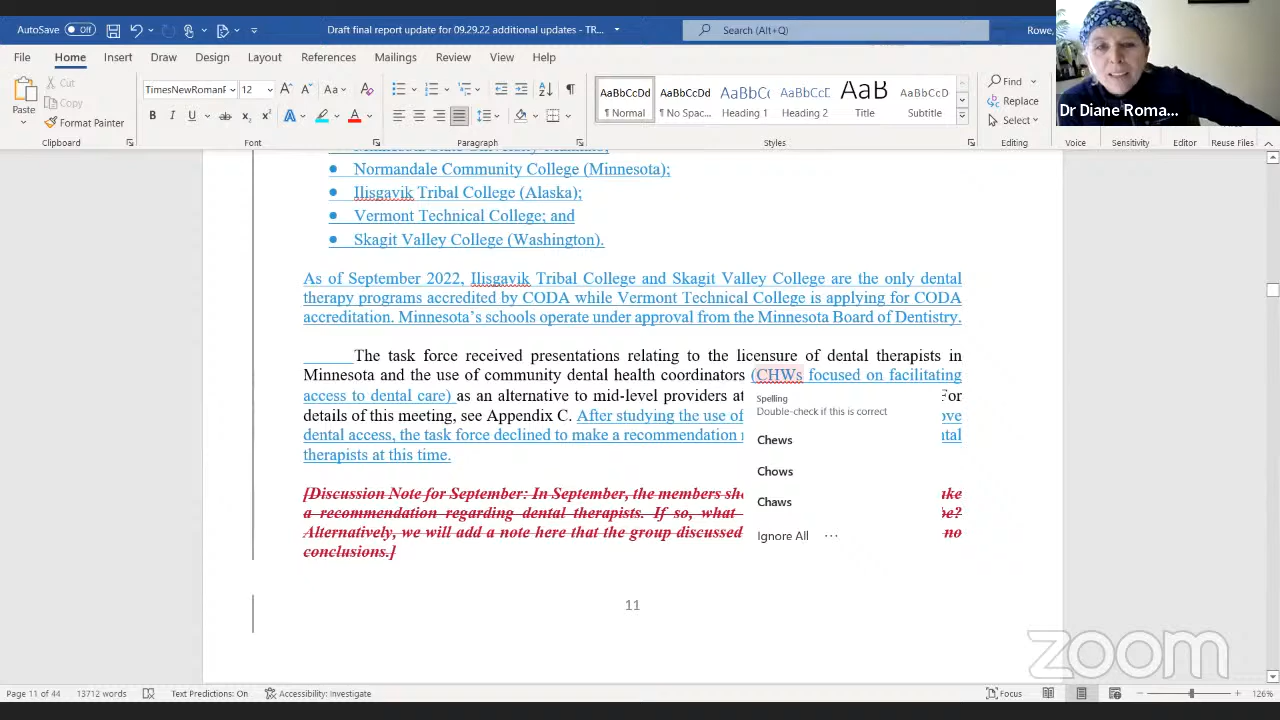 AutoSave Off Draft final report update for 09.29.22 additional updates - TR... Search (Alt+Q) Rowe,
File Home Insert Draw Design Layout References Mailings Review View Help
Paste Cut Copy Format Painter
TimesNewRomanP 12
AaBbCcDd AaBbCcDd AaBbCc AaBbCcE AaB AaBbCcD
¶ Normal ¶ No Spac... Heading 1 Heading 2 Title Subtitle
Find Replace Select
Dr Diane Roma...
Clipboard Font Paragraph Styles Editing Voice Sensitivity Editor Reuse Files
• Normandale Community College (Minnesota);
• Ilisgavik Tribal College (Alaska);
• Vermont Technical College; and
• Skagit Valley College (Washington).
As of September 2022, Ilisgavik Tribal College and Skagit Valley College are the only dental
therapy programs accredited by CODA while Vermont Technical College is applying for CODA
accreditation. Minnesota's schools operate under approval from the Minnesota Board of Dentistry.
The task force received presentations relating to the licensure of dental therapists in
Minnesota and the use of community dental health coordinators (CHWs focused on facilitating
access to dental care) as an alternative to mid-level providers at For
details of this meeting, see Appendix C. After studying the use of ove
dental access, the task force declined to make a recommendation ntal
therapists at this time.
Spelling
Double-check if this is correct
Chews
Chows
Chaws
Ignore All ...
[Discussion Note for September: In September, the members sho ake
a recommendation regarding dental therapists. If so, what be?
Alternatively, we will add a note here that the group discussed no
conclusions.]
11
zoom
Page 11 of 44 13712 words Text Predictions: On Accessibility: Investigate Focus 126%